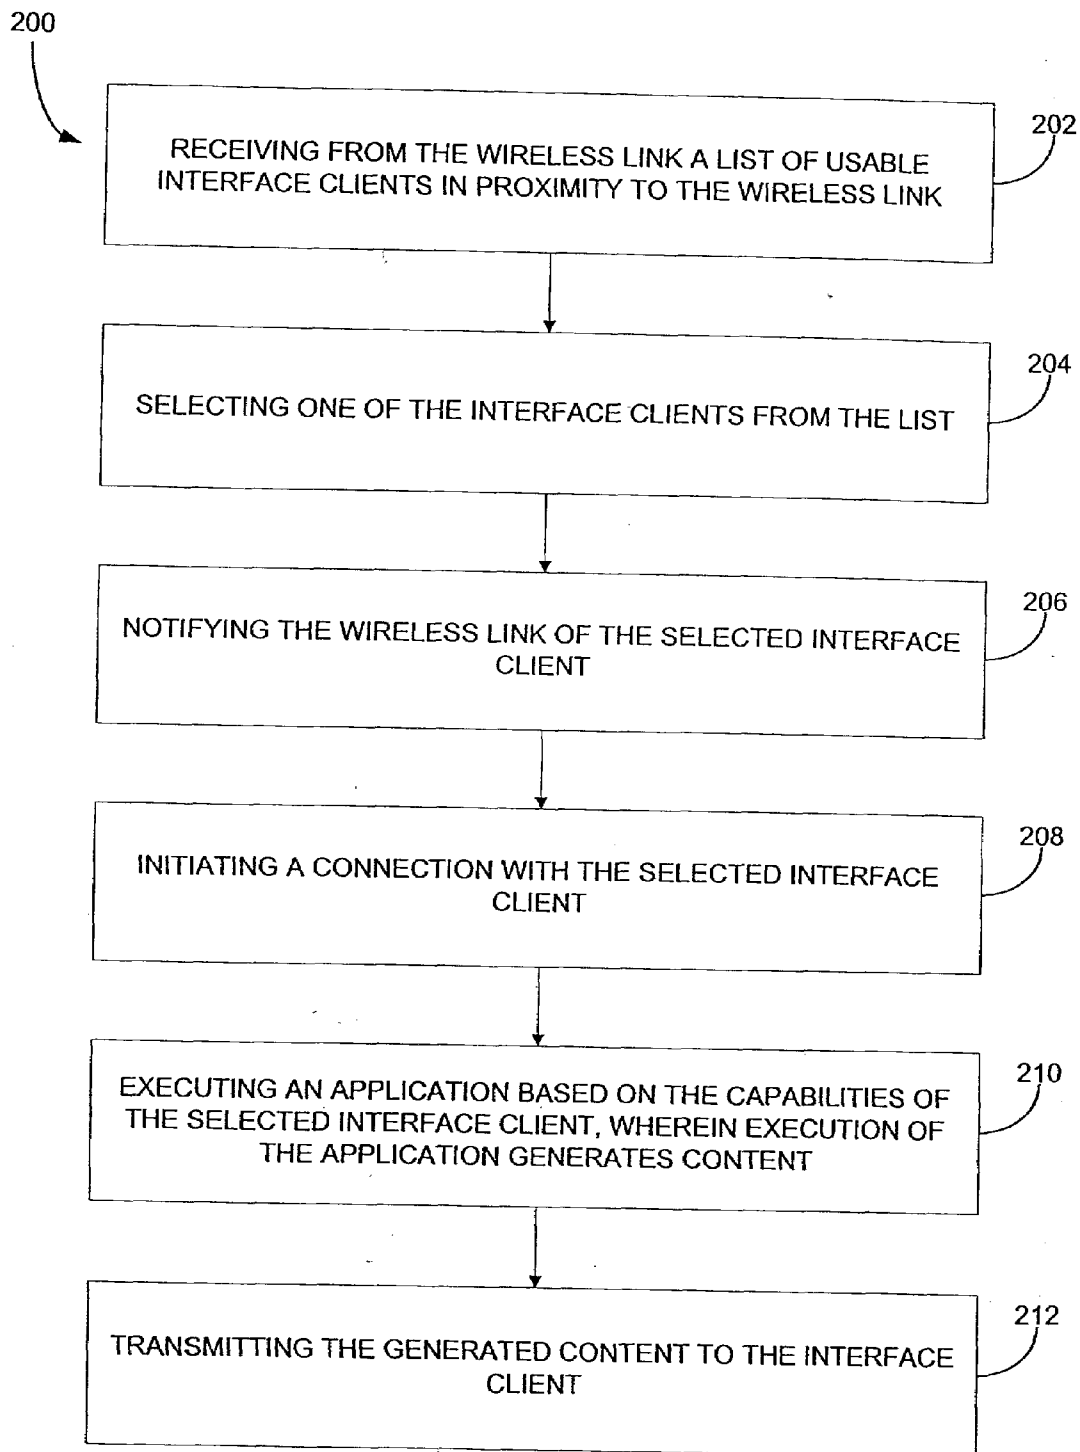 200
202
RECEIVING FROM THE WIRELESS LINK A LIST OF USABLE
INTERFACE CLIENTS IN PROXIMITY TO THE WIRELESS LINK
204
SELECTING ONE OF THE INTERFACE CLIENTS FROM THE LIST
206
NOTIFYING THE WIRELESS LINK OF THE SELECTED INTERFACE
CLIENT
208
INITIATING A CONNECTION WITH THE SELECTED INTERFACE
CLIENT
210
EXECUTING AN APPLICATION BASED ON THE CAPABILITIES OF
THE SELECTED INTERFACE CLIENT, WHEREIN EXECUTION OF
THE APPLICATION GENERATES CONTENT
212
TRANSMITTING THE GENERATED CONTENT TO THE INTERFACE
CLIENT